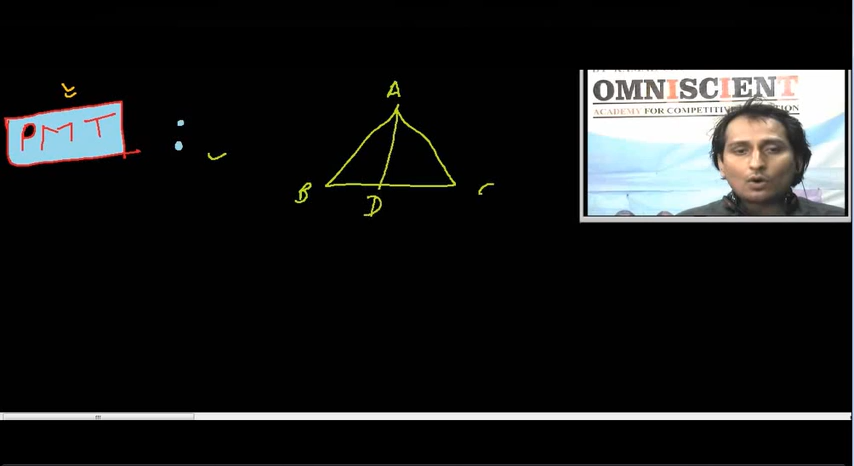 PMT :
A
B
D
C
OMNISCIENT
ACADEMY FOR COMPETITIVE